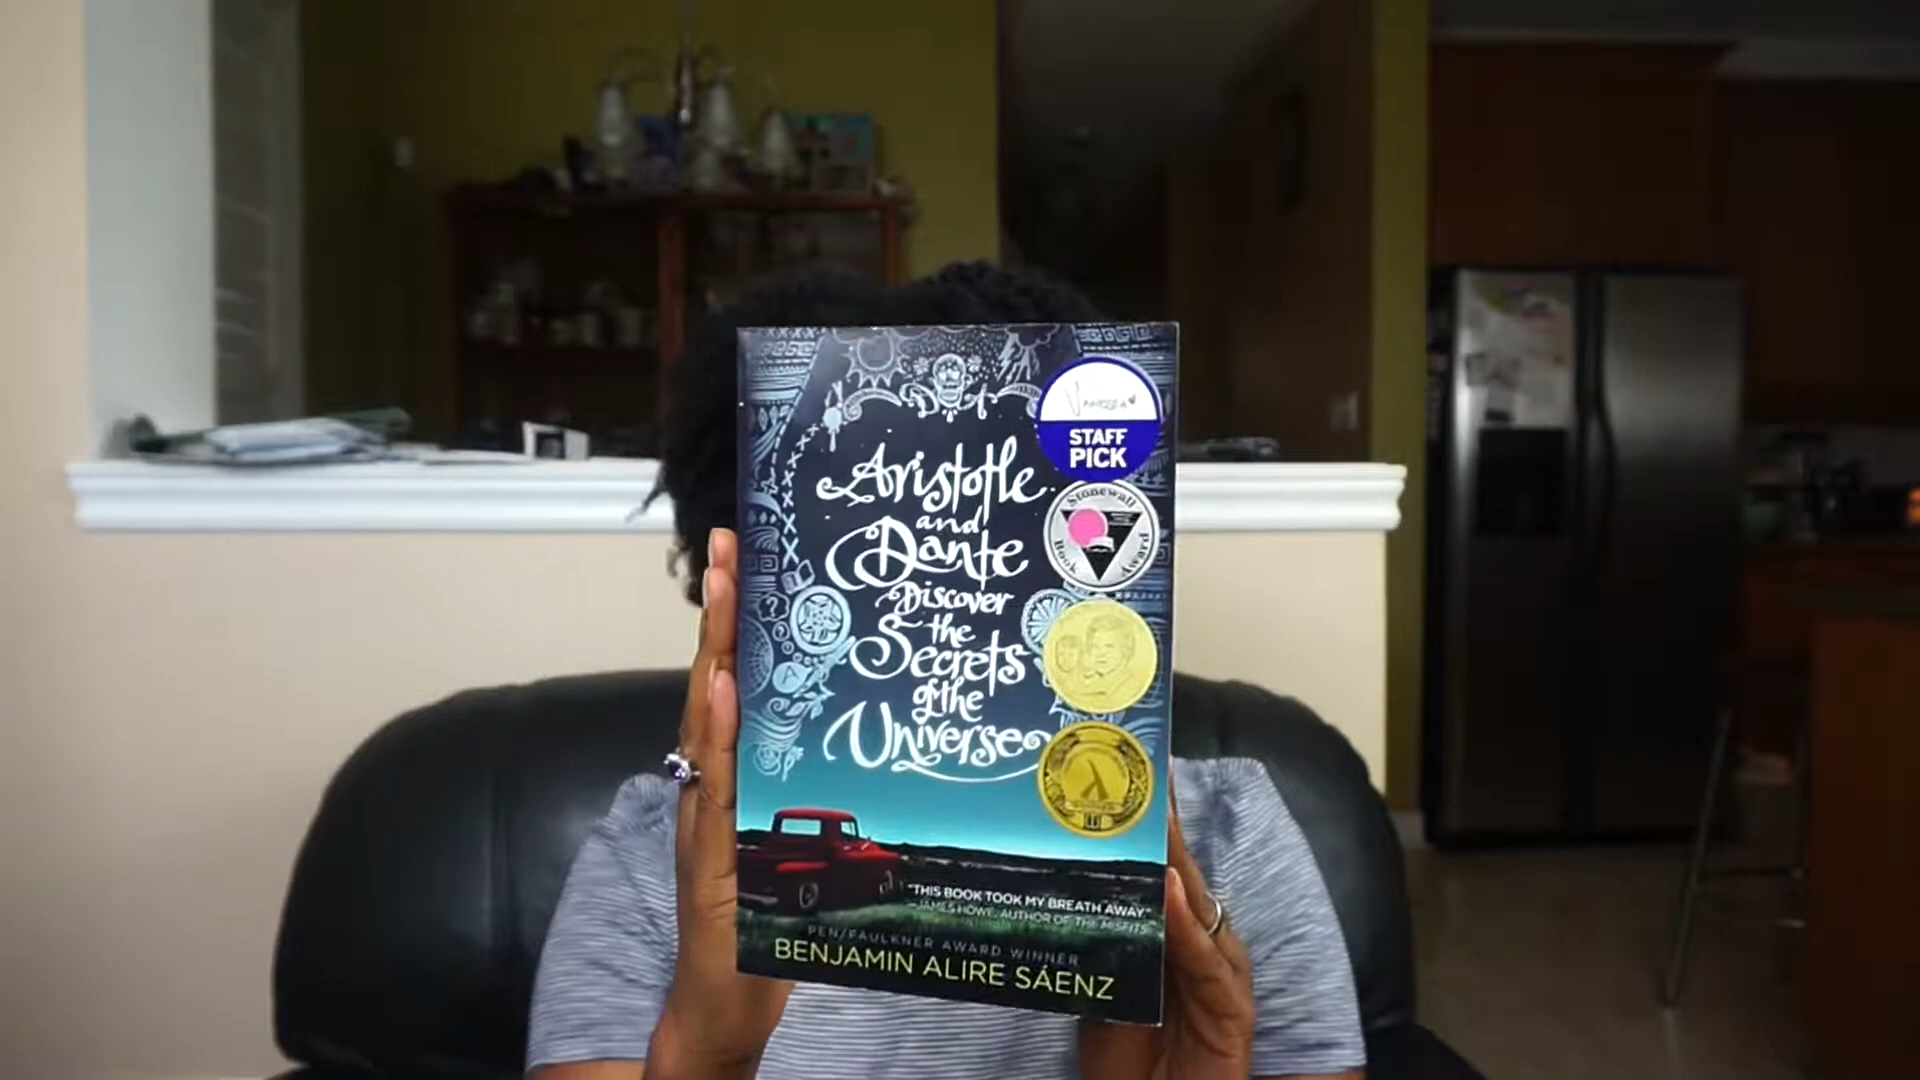 Vanessa
STAFF
PICK
Aristotle
and
Dante
Discover
the
Secrets
of the
Universe
Stonewall
Book Award
"THIS BOOK TOOK MY BREATH AWAY."
—JAMES HOWE, AUTHOR OF THE MISFITS
PEN/FAULKNER AWARD WINNER
BENJAMIN ALIRE SÁENZ